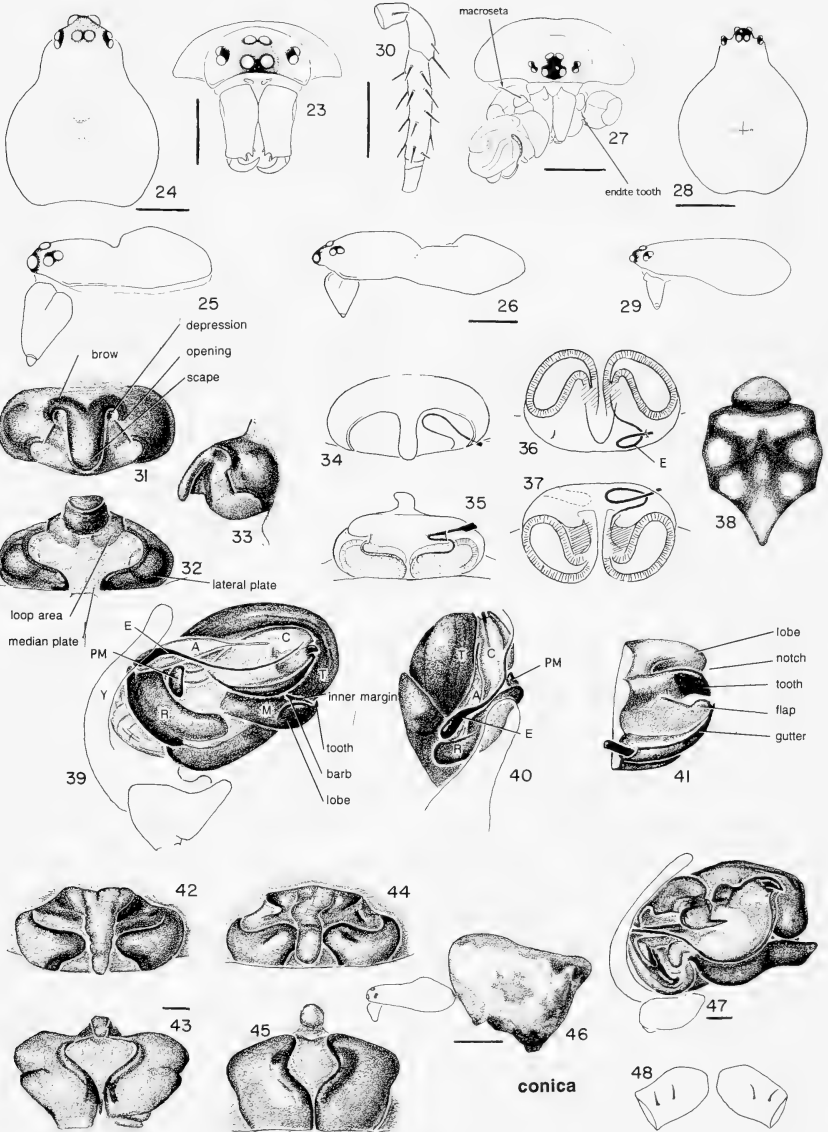 24
23
30
macroseta
27
endite tooth
28
25
26
29
depression
brow
opening
scape
31
33
34
36
E
35
37
38
32
lateral plate
loop area
median plate
E
C
T
PM
Y
A
R
M
inner margin
tooth
barb
lobe
39
T
C
A
PM
E
R
40
lobe
notch
tooth
flap
gutter
41
42
44
47
43
45
46
conica
48